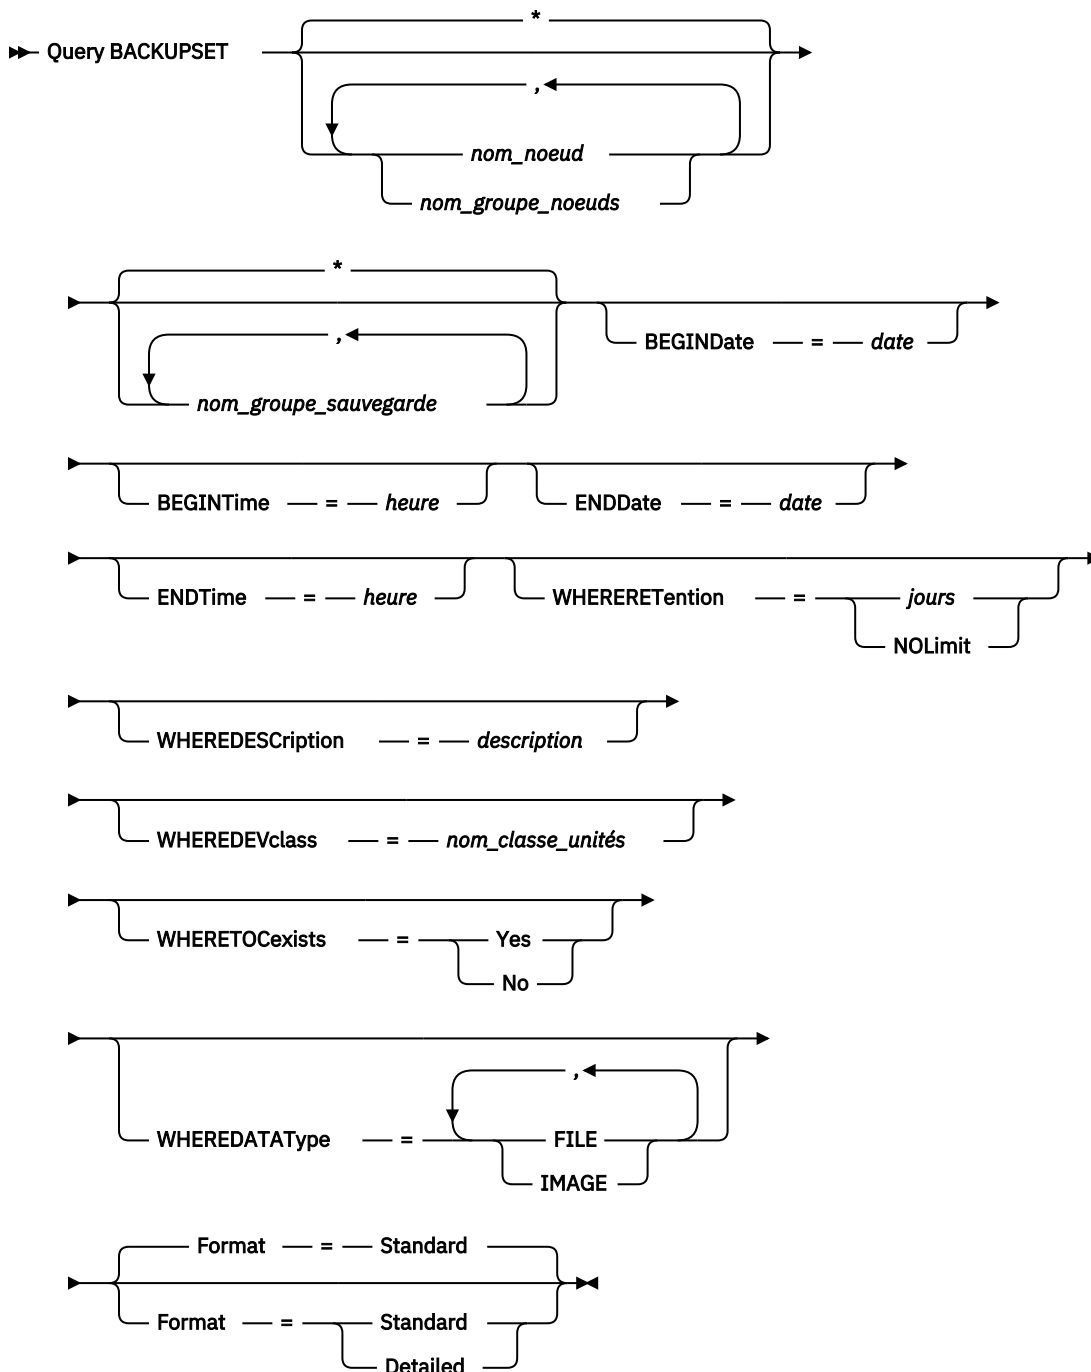 *
Query BACKUPSET
,
nom_noeud
nom_groupe_noeuds
*
,
nom_groupe_sauvegarde
BEGINDate = date
BEGINTime = heure ENDDate = date
ENDTime = heure WHERERETention = jours
NOLimit
WHEREDESCription = description
WHEREDEVclass = nom_classe_unités
WHERETOCexists = Yes
No
,
WHEREDATAType = FILE
IMAGE
Format = Standard
Format = Standard
Detailed